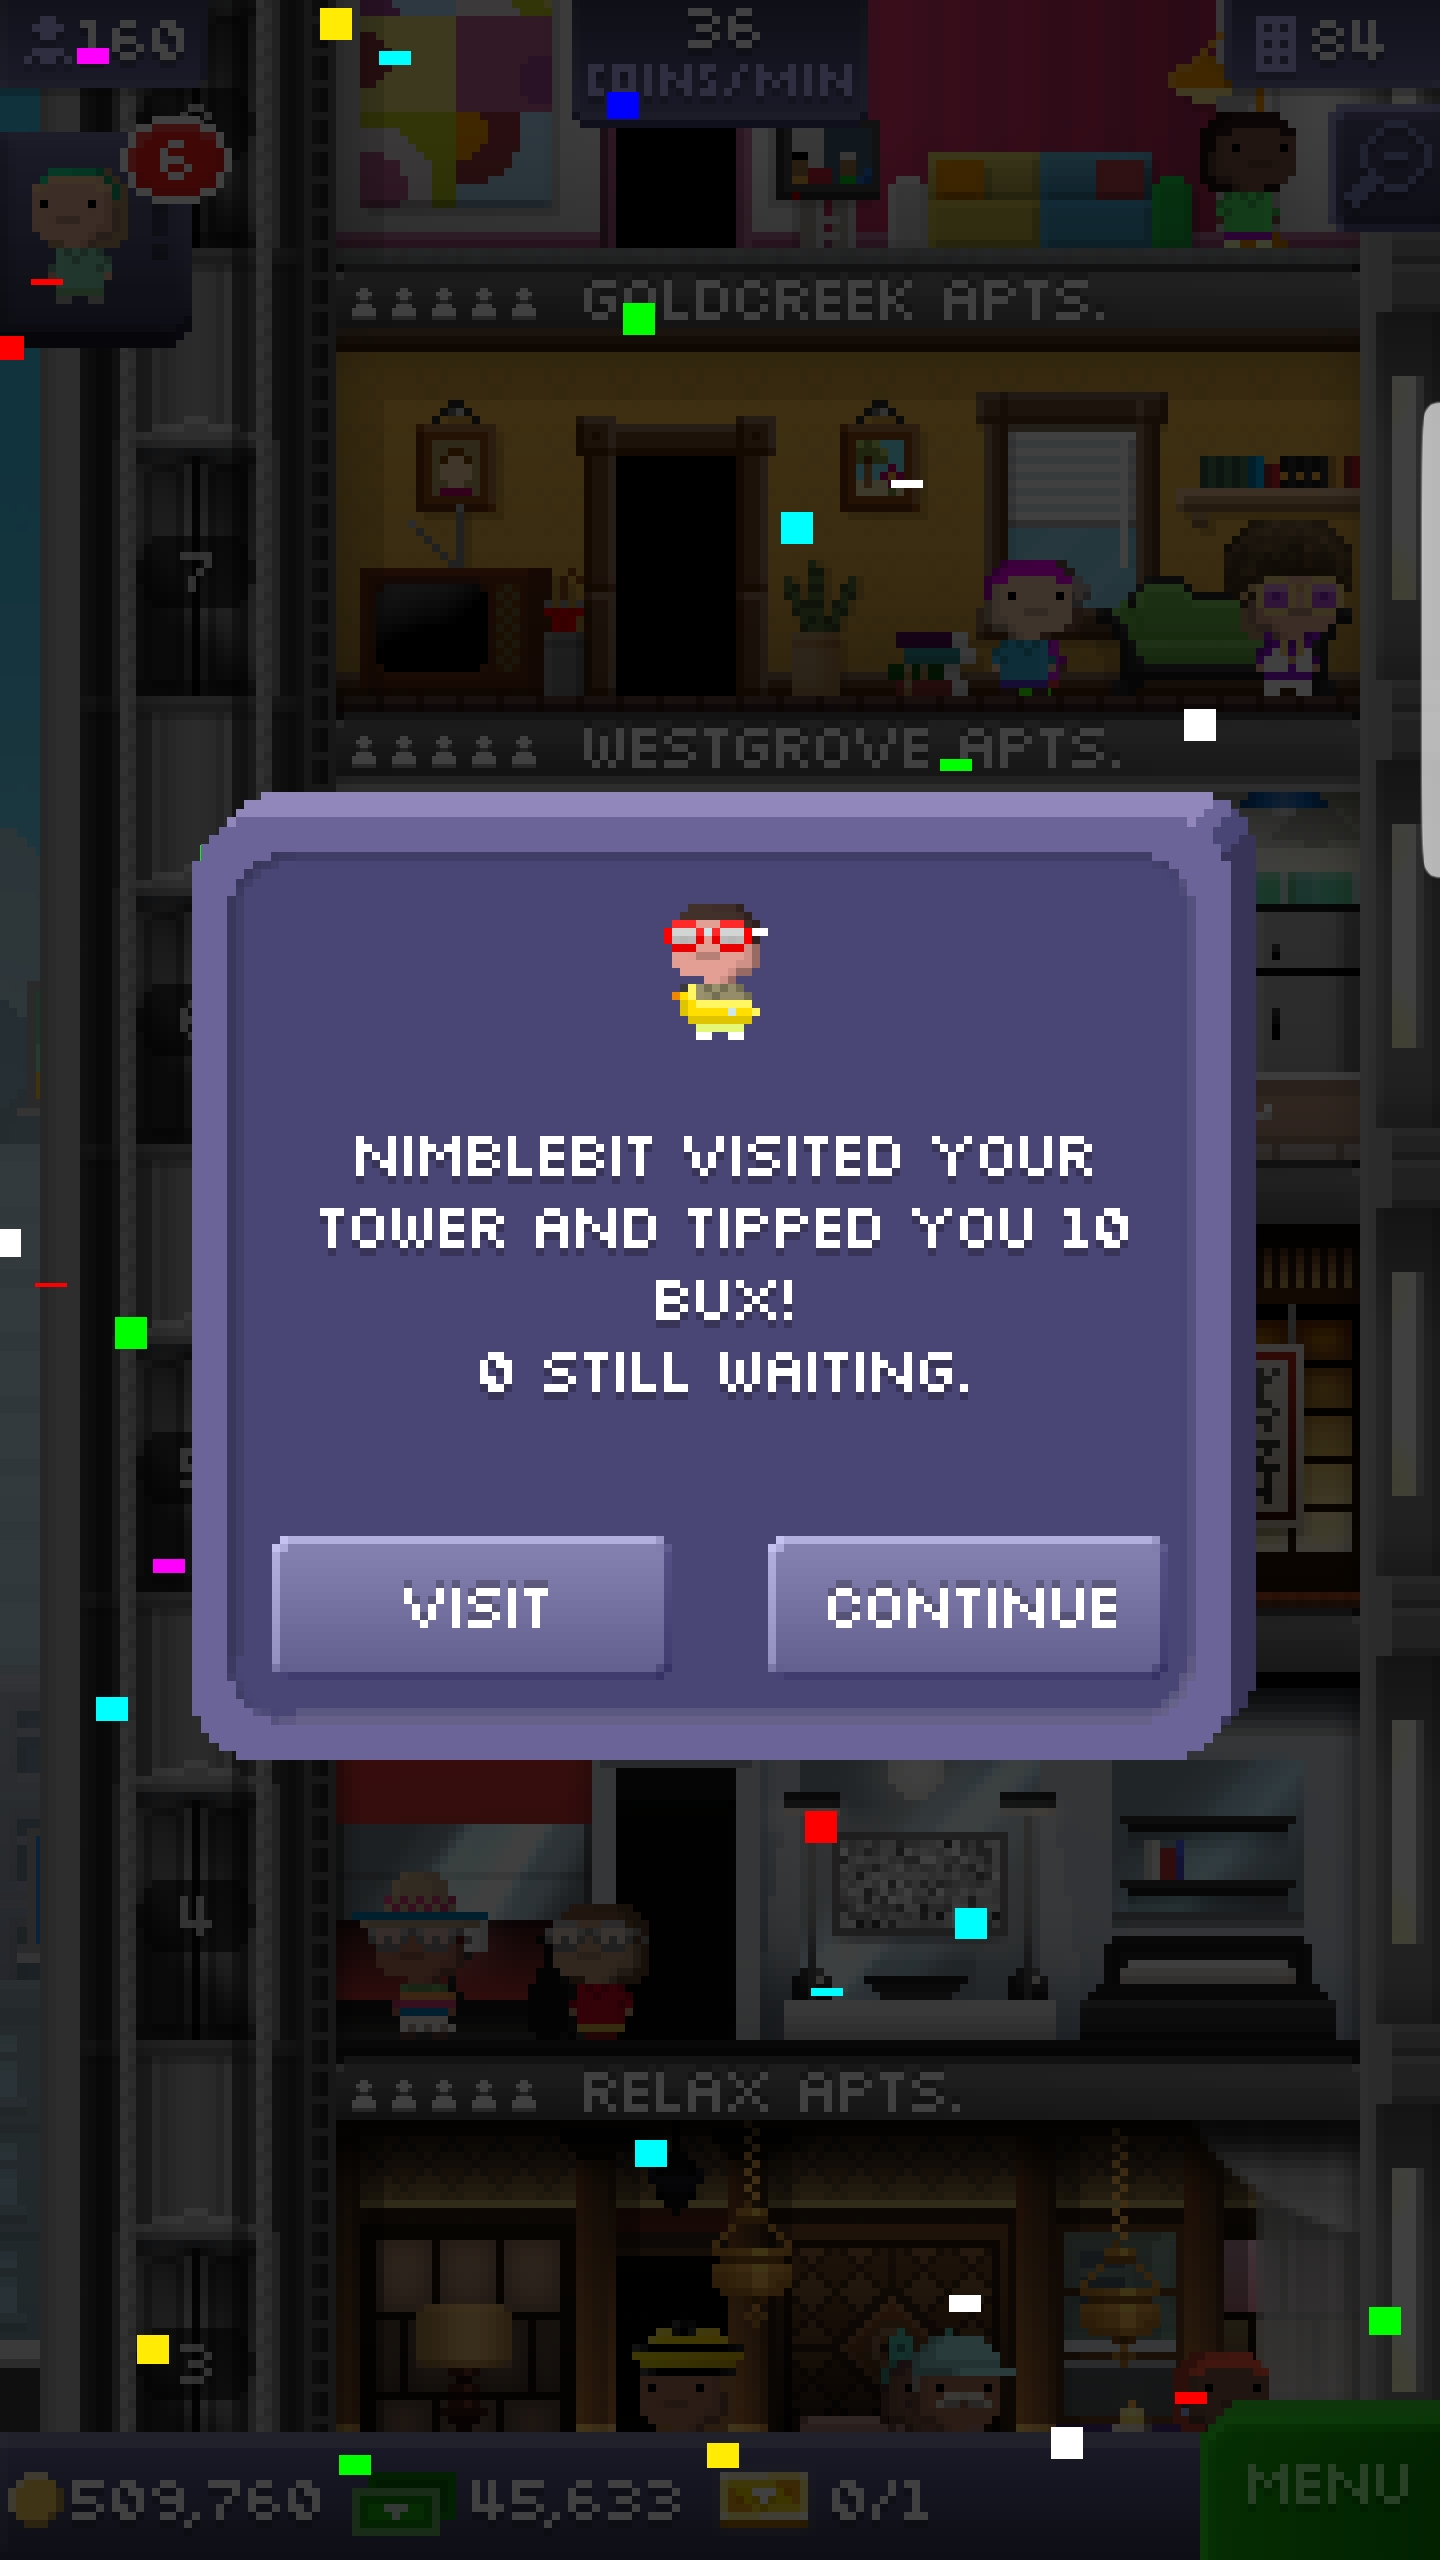 160
36
COINS/MIN
84
6
GOLDCREEK APTS.
7
WESTGROVE APTS.
NIMBLEBIT VISITED YOUR
TOWER AND TIPPED YOU 10
BUX!
0 STILL WAITING.
VISIT
CONTINUE
4
RELAX APTS.
3
509,760
45,633
0/1
MENU